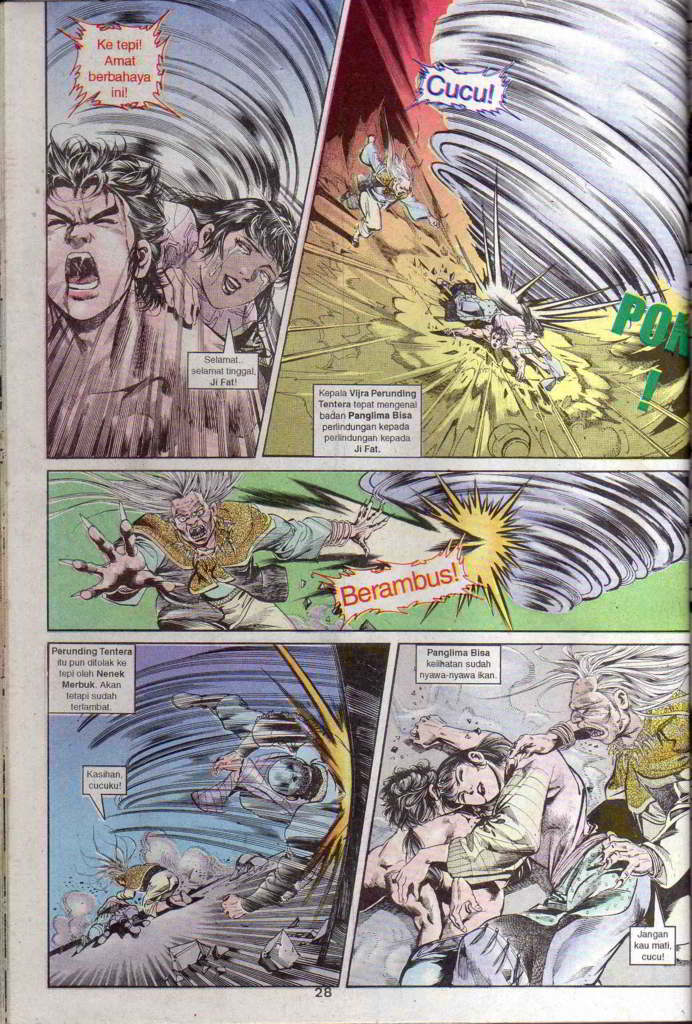 Ke tepi!
Amat
berbahaya
ini!
Selamat..
selamat tinggal,
Ji Fat!
Cucu!
Kepala Vijra Perunding
Tentera tepat mengenai
badan Panglima Bisa
perlindungan kepada
perlindungan kepada
Ji Fat.
!
Berambus!
Perunding Tentera
itu pun ditolak ke
tepi oleh Nenek
Merbuk. Akan
tetapi sudah
terlambat.
Kasihan,
cucuku!
Panglima Bisa
kelihatan sudah
nyawa-nyawa ikan.
Jangan
kau mati,
cucu!
28